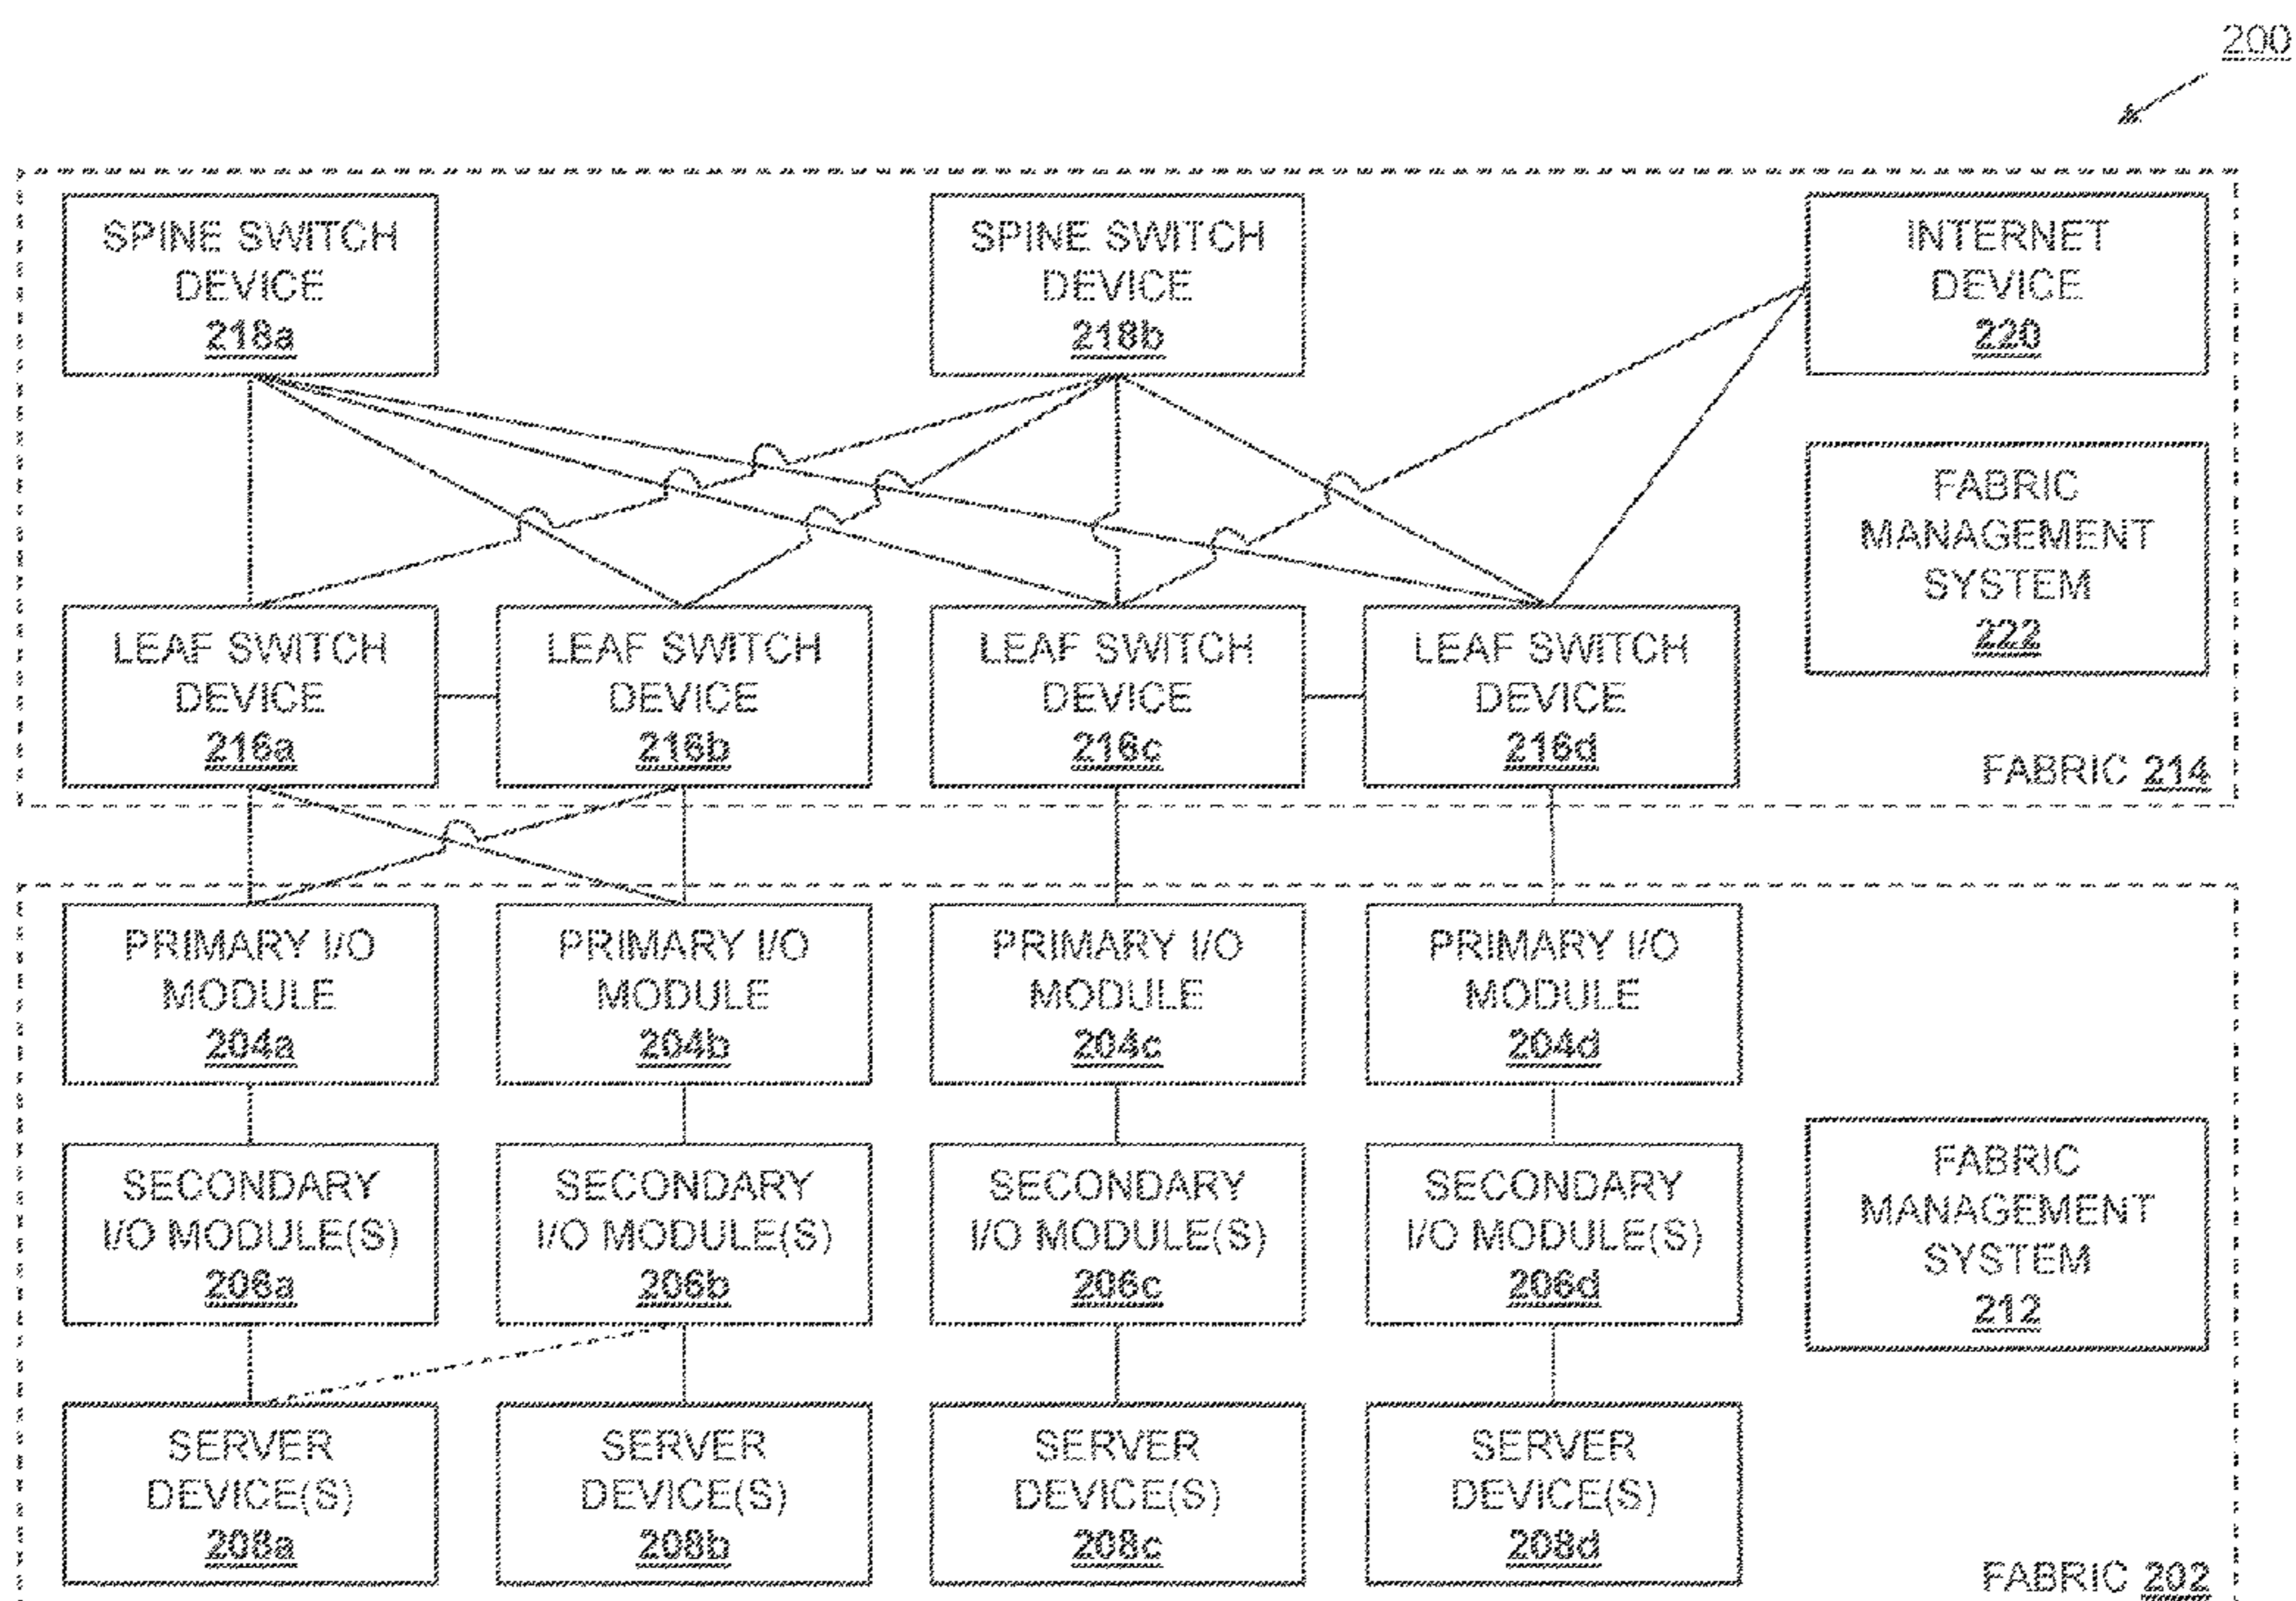 200
SPINE SWITCH
DEVICE
218a
SPINE SWITCH
DEVICE
218b
INTERNET
DEVICE
220
FABRIC
MANAGEMENT
SYSTEM
222
LEAF SWITCH
DEVICE
216a
LEAF SWITCH
DEVICE
216b
LEAF SWITCH
DEVICE
216c
LEAF SWITCH
DEVICE
216d
FABRIC 214
PRIMARY I/O
MODULE
204a
PRIMARY I/O
MODULE
204b
PRIMARY I/O
MODULE
204c
PRIMARY I/O
MODULE
204d
SECONDARY
I/O MODULE(S)
206a
SECONDARY
I/O MODULE(S)
206b
SECONDARY
I/O MODULE(S)
206c
SECONDARY
I/O MODULE(S)
206d
FABRIC
MANAGEMENT
SYSTEM
212
SERVER
DEVICE(S)
208a
SERVER
DEVICE(S)
208b
SERVER
DEVICE(S)
208c
SERVER
DEVICE(S)
208d
FABRIC 202